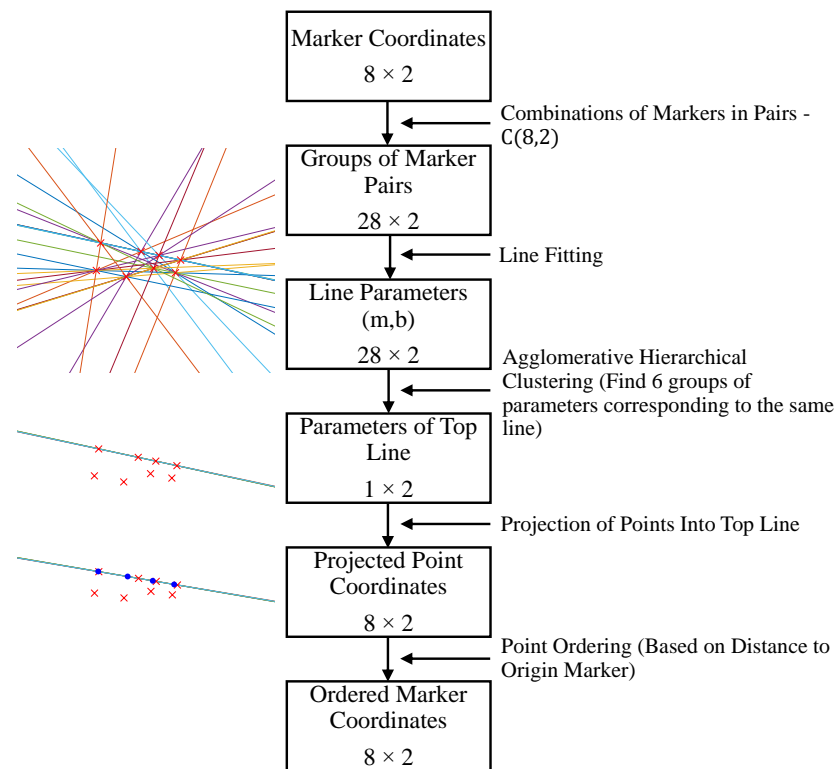 Marker Coordinates
8 × 2
Combinations of Markers in Pairs -
C(8,2)
Groups of Marker
Pairs
28 × 2
Line Fitting
Line Parameters
(m,b)
28 × 2
Agglomerative Hierarchical
Clustering (Find 6 groups of
parameters corresponding to the same
line)
Parameters of Top
Line
1 × 2
Projection of Points Into Top Line
Projected Point
Coordinates
8 × 2
Point Ordering (Based on Distance to
Origin Marker)
Ordered Marker
Coordinates
8 × 2